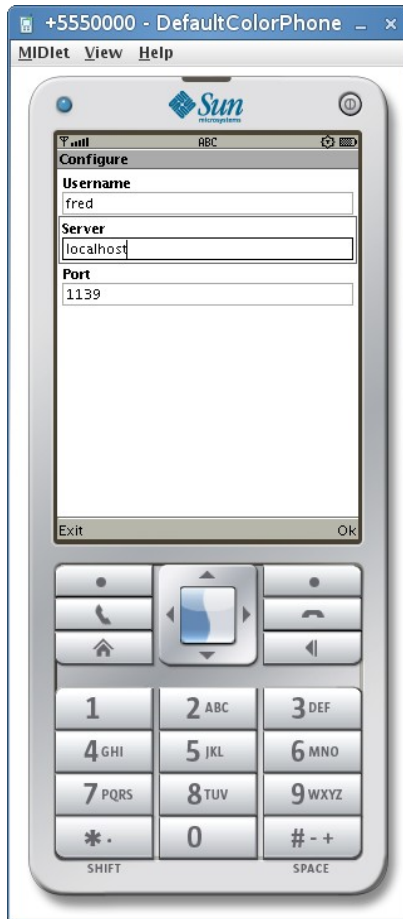 +5550000 - DefaultColorPhone
MIDlet View Help
Sun
microsystems
ABC
Configure
Username
fred
Server
localhost
Port
1139
Exit Ok
1 2 ABC 3 DEF
4 GHI 5 JKL 6 MNO
7 PQRS 8 TUV 9 WXYZ
* . 0 # - +
SHIFT SPACE